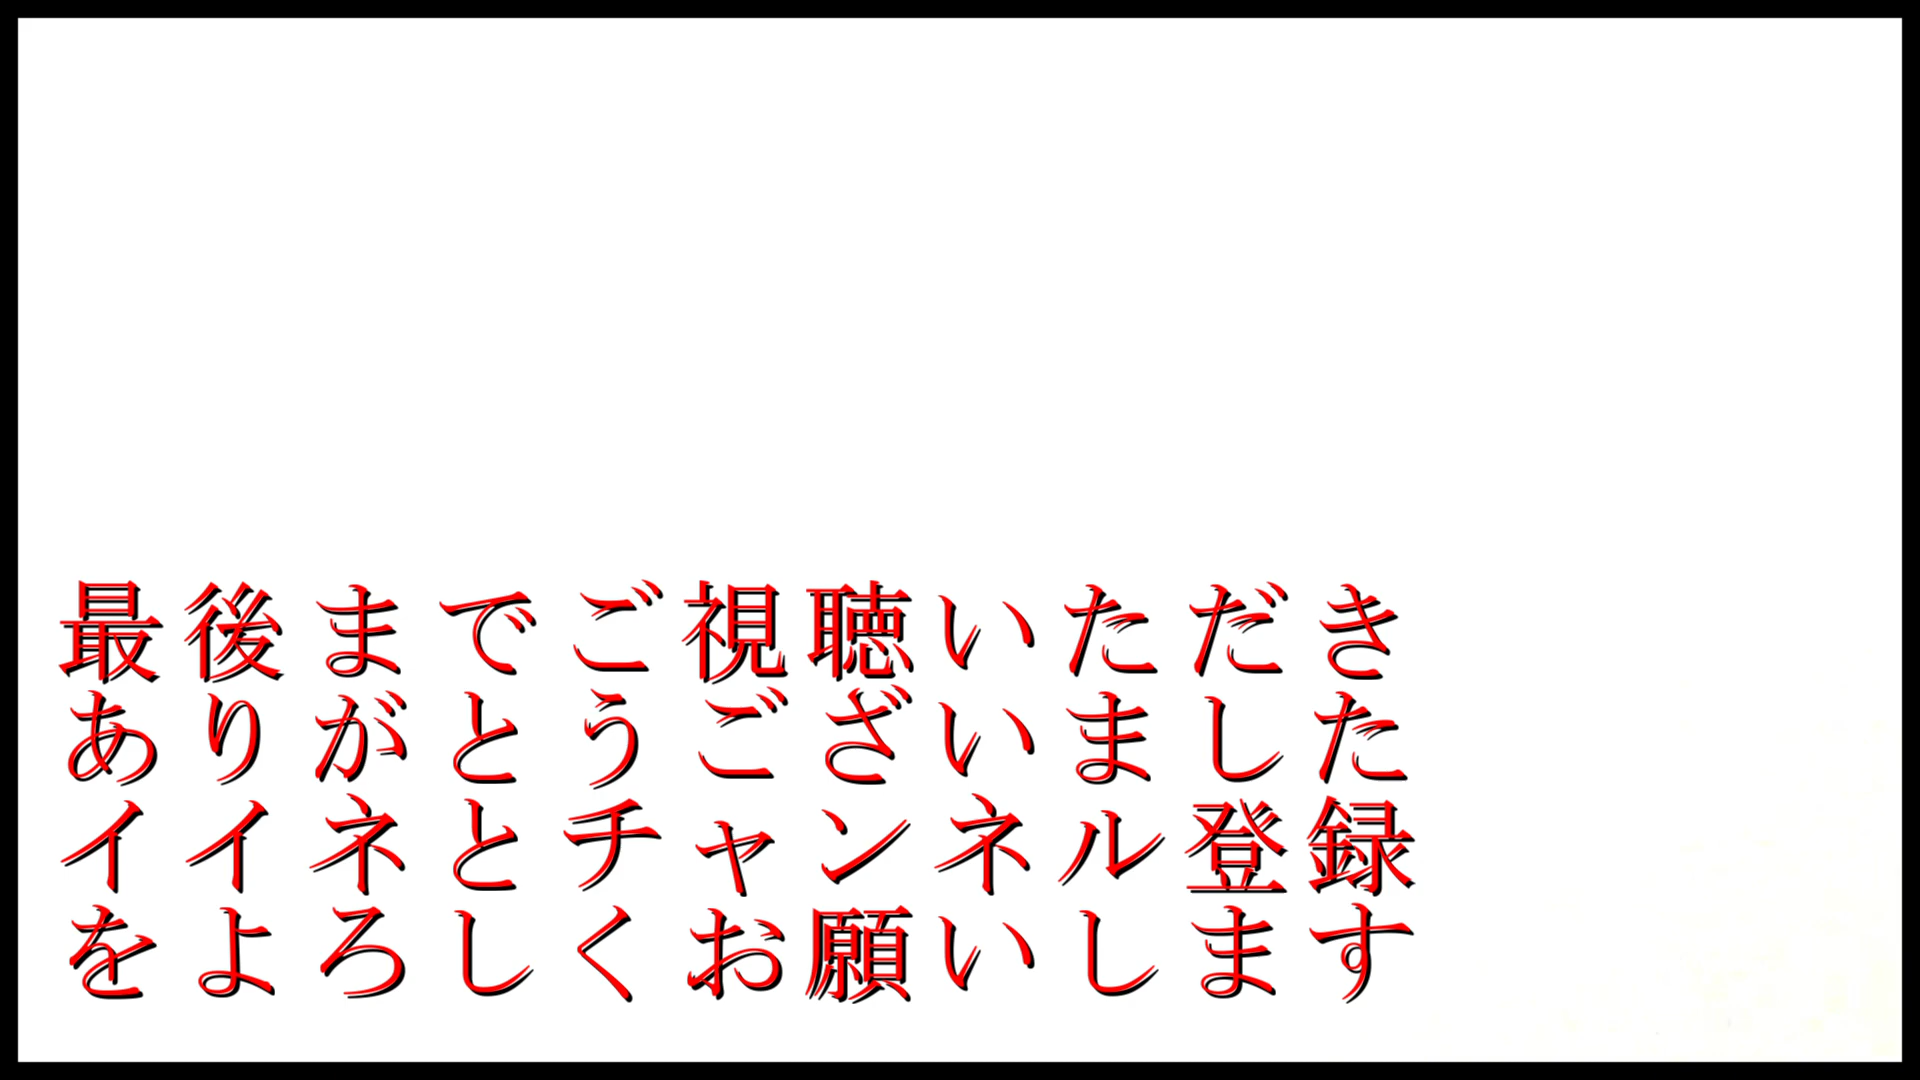 最後までご視聴いただき
ありがとうございました
イイネとチャンネル登録
をよろしくお願いします